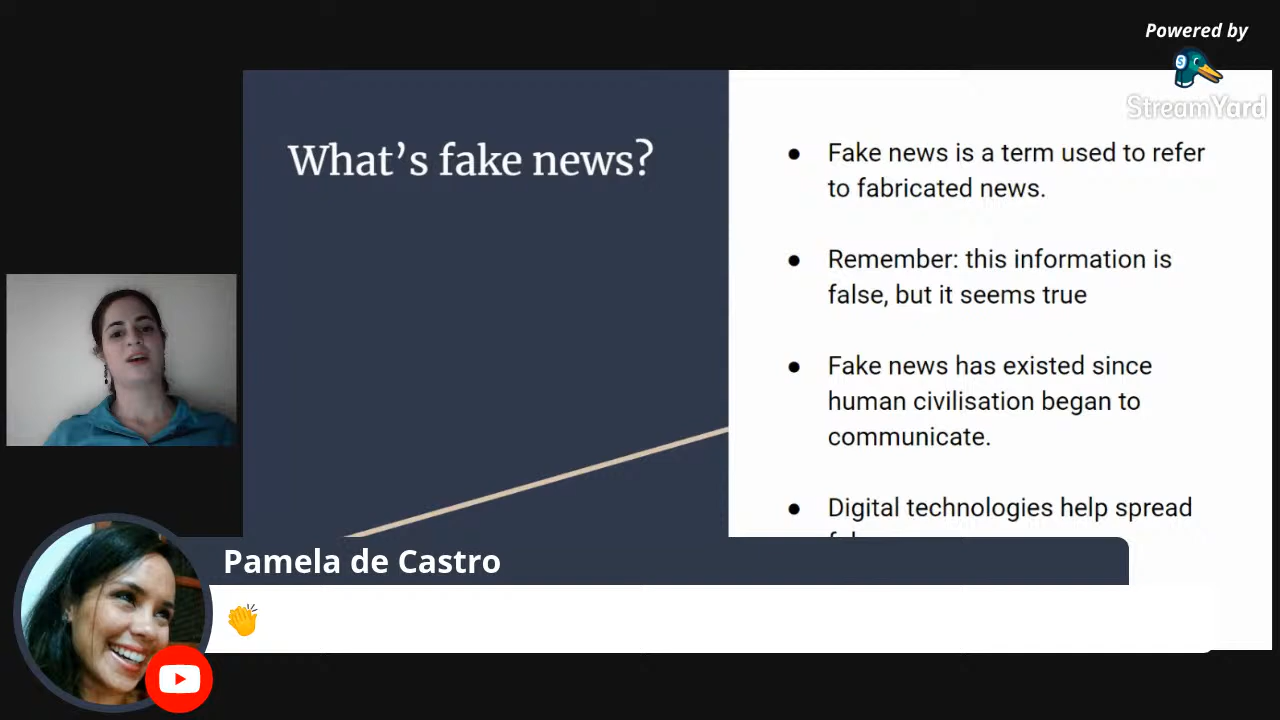 Powered by
StreamYard
What’s fake news?
● Fake news is a term used to refer
to fabricated news.
● Remember: this information is
false, but it seems true
● Fake news has existed since
human civilisation began to
communicate.
● Digital technologies help spread
Pamela de Castro
👏